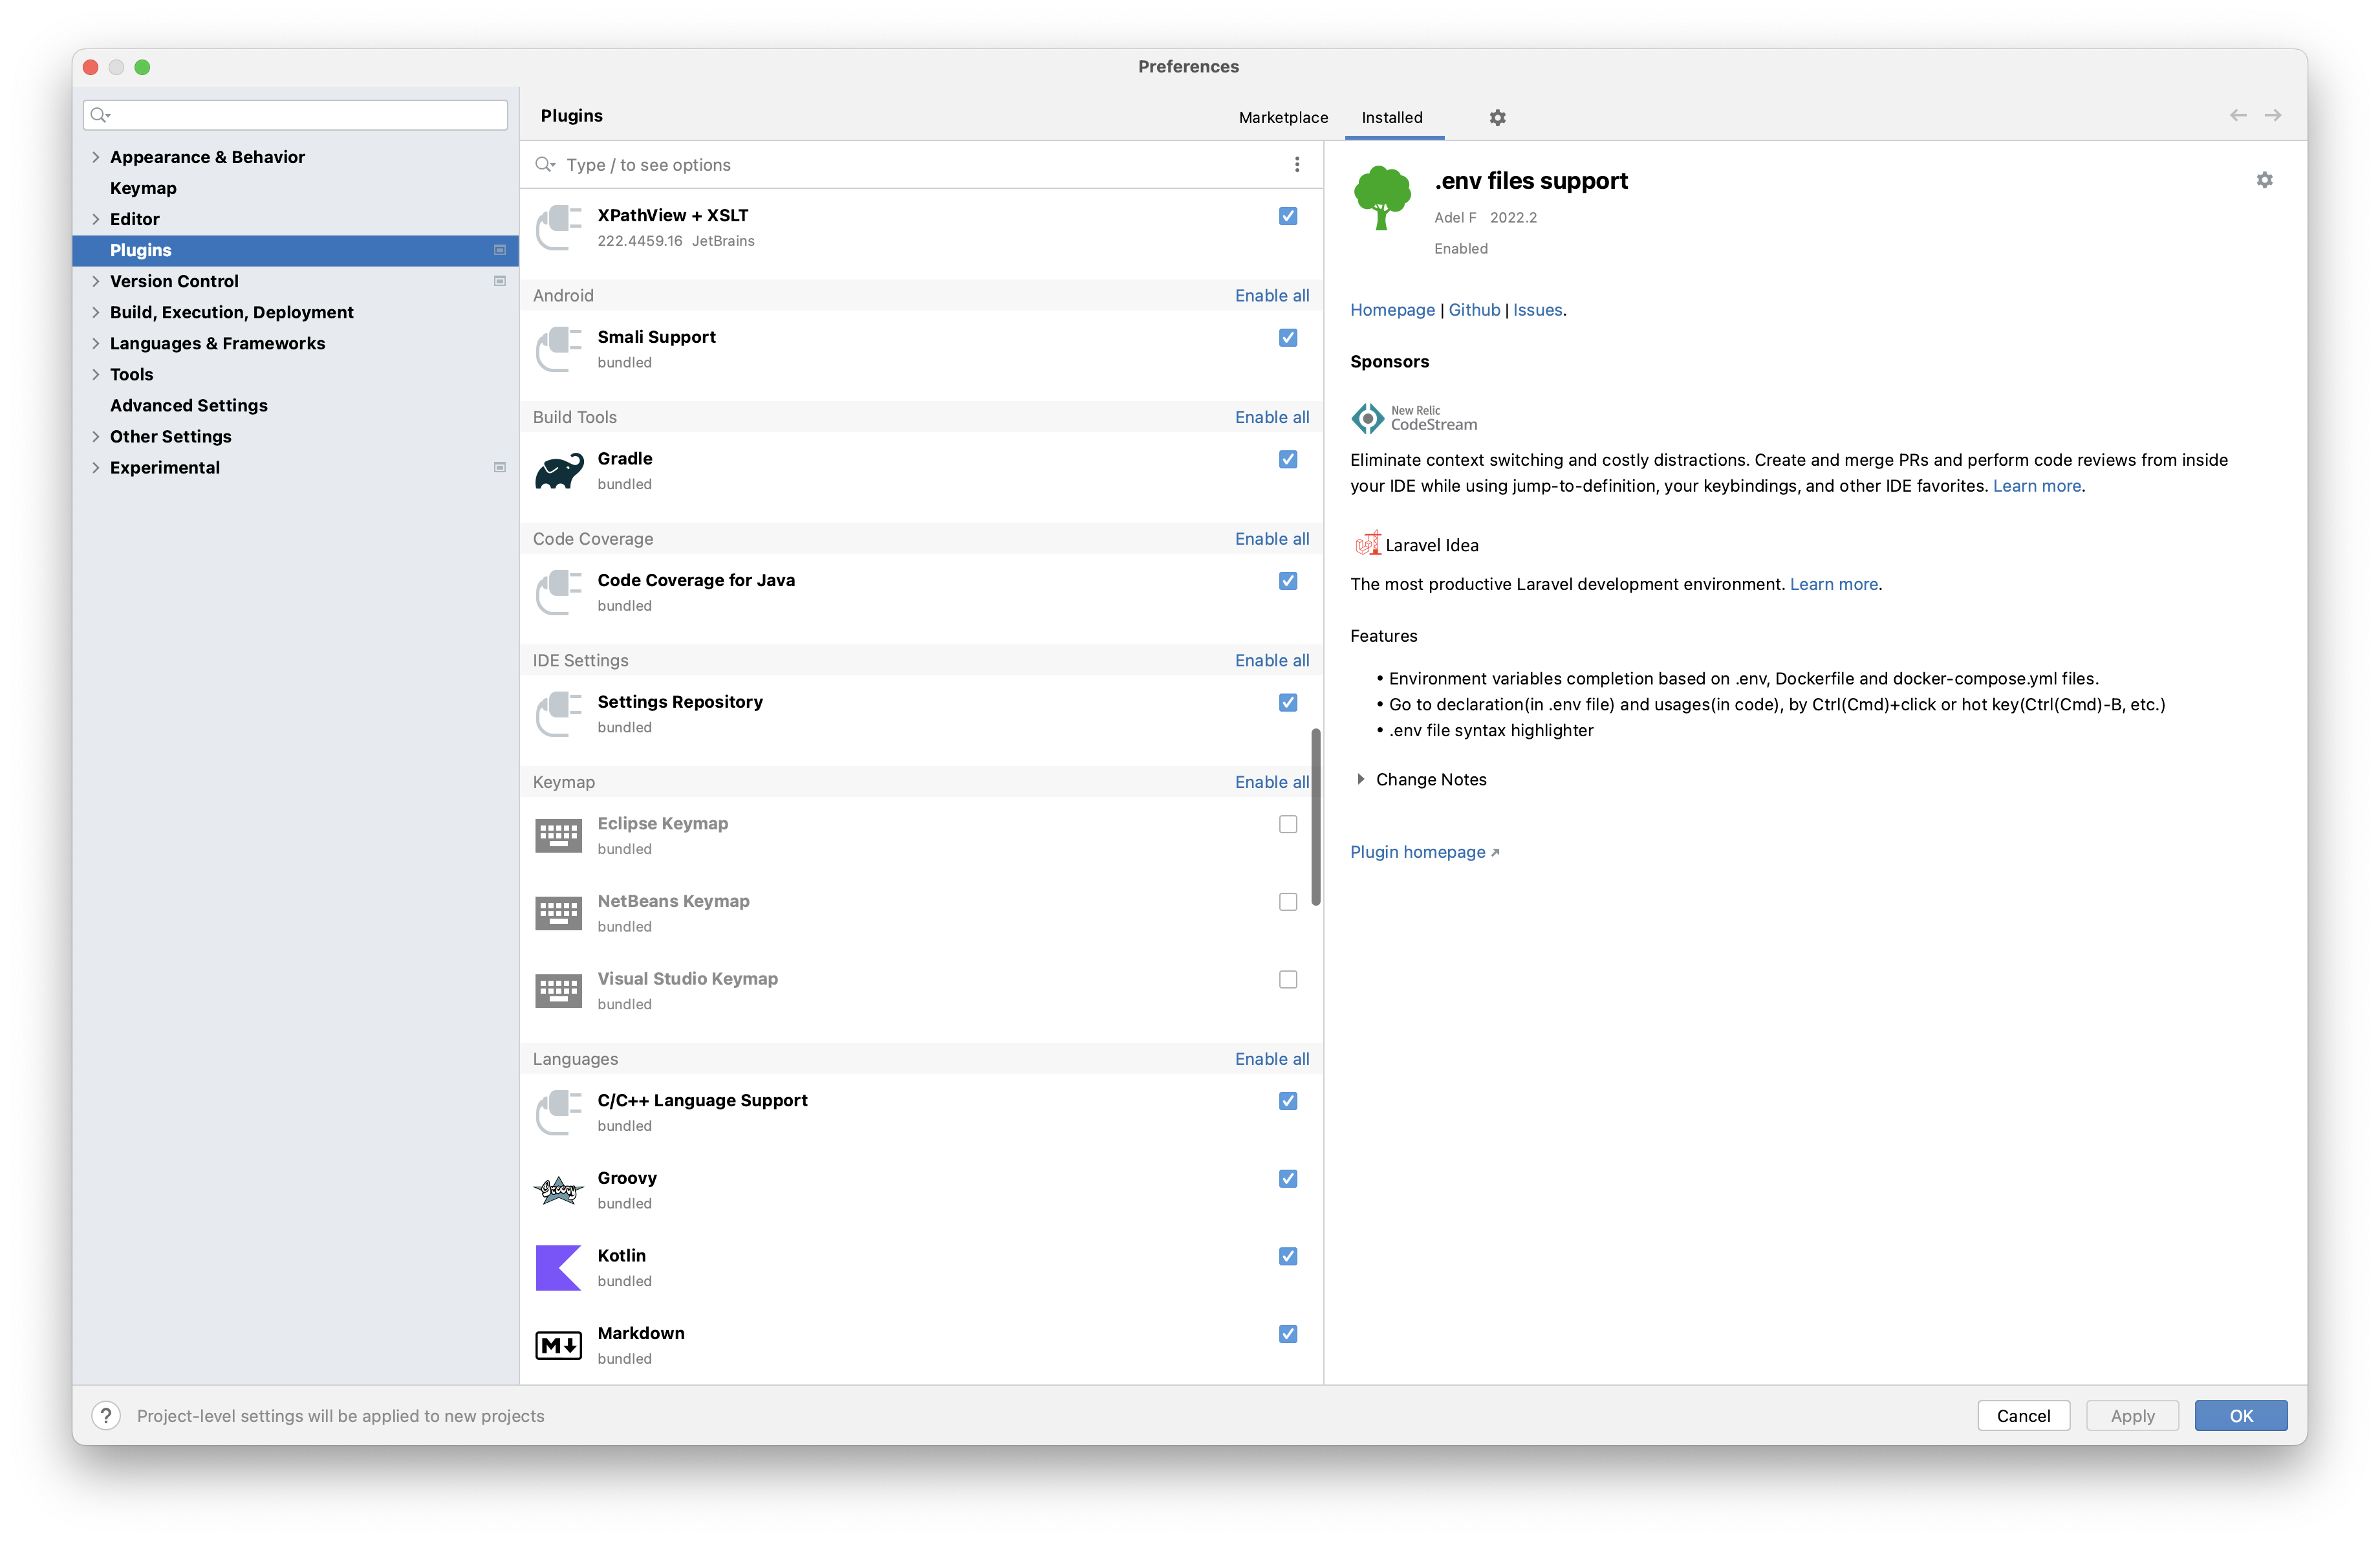 Preferences
Appearance & Behavior
Keymap
Editor
Plugins
Version Control
Build, Execution, Deployment
Languages & Frameworks
Tools
Advanced Settings
Other Settings
Experimental
Plugins
Marketplace
Installed
Type / to see options
XPathView + XSLT
222.4459.16 JetBrains
Android
Enable all
Smali Support
bundled
Build Tools
Enable all
Gradle
bundled
Code Coverage
Enable all
Code Coverage for Java
bundled
IDE Settings
Enable all
Settings Repository
bundled
Keymap
Enable all
Eclipse Keymap
bundled
NetBeans Keymap
bundled
Visual Studio Keymap
bundled
Languages
Enable all
C/C++ Language Support
bundled
Groovy
Groovy
bundled
Kotlin
bundled
M
Markdown
bundled
.env files support
Adel F 2022.2
Enabled
Homepage | Github | Issues.
Sponsors
New Relic
CodeStream
Eliminate context switching and costly distractions. Create and merge PRs and perform code reviews from inside
your IDE while using jump-to-definition, your keybindings, and other IDE favorites. Learn more.
Laravel Idea
The most productive Laravel development environment. Learn more.
Features
• Environment variables completion based on .env, Dockerfile and docker-compose.yml files.
• Go to declaration(in .env file) and usages(in code), by Ctrl(Cmd)+click or hot key(Ctrl(Cmd)-B, etc.)
• .env file syntax highlighter
Change Notes
Plugin homepage
?
Project-level settings will be applied to new projects
Cancel
Apply
OK